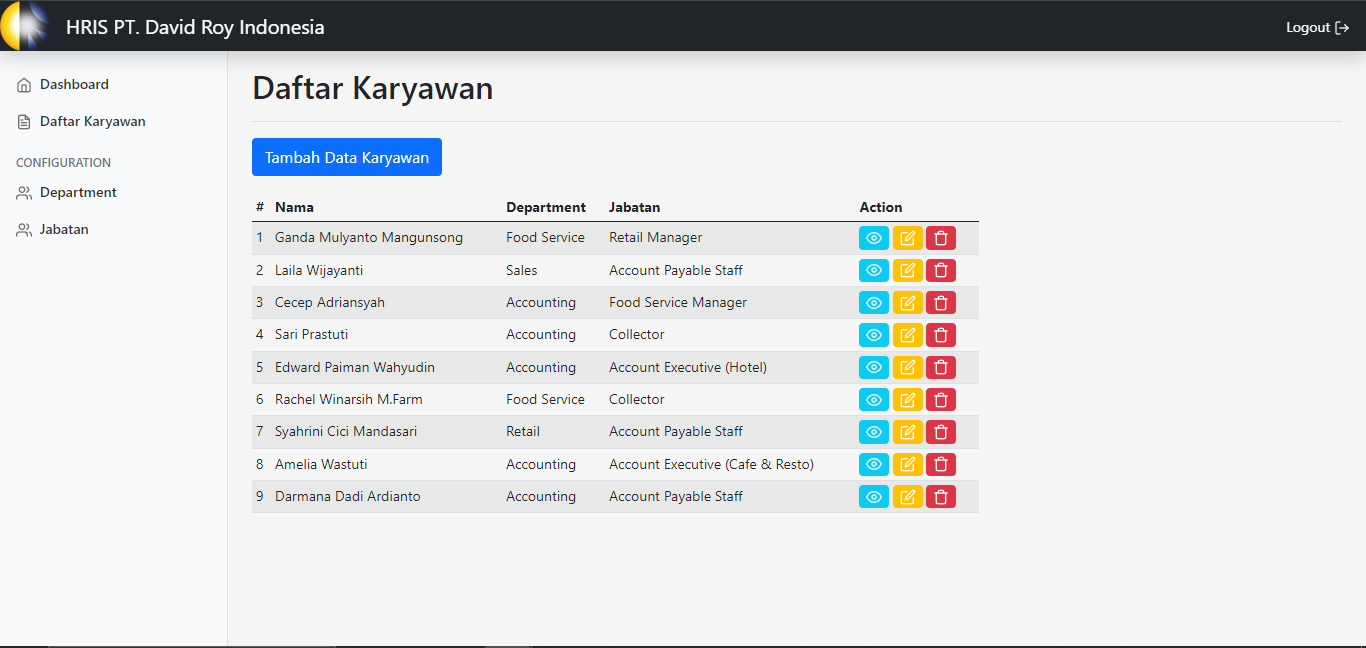 HRIS PT. David Roy Indonesia
Logout
Dashboard
Daftar Karyawan
CONFIGURATION
Department
Jabatan
Daftar Karyawan
Tambah Data Karyawan
# Nama Department Jabatan Action
1 Ganda Mulyanto Mangunsong Food Service Retail Manager
2 Laila Wijayanti Sales Account Payable Staff
3 Cecep Adriansyah Accounting Food Service Manager
4 Sari Prastuti Accounting Collector
5 Edward Paiman Wahyudin Accounting Account Executive (Hotel)
6 Rachel Winarsih M.Farm Food Service Collector
7 Syahrini Cici Mandasari Retail Account Payable Staff
8 Amelia Wastuti Accounting Account Executive (Cafe & Resto)
9 Darmana Dadi Ardianto Accounting Account Payable Staff